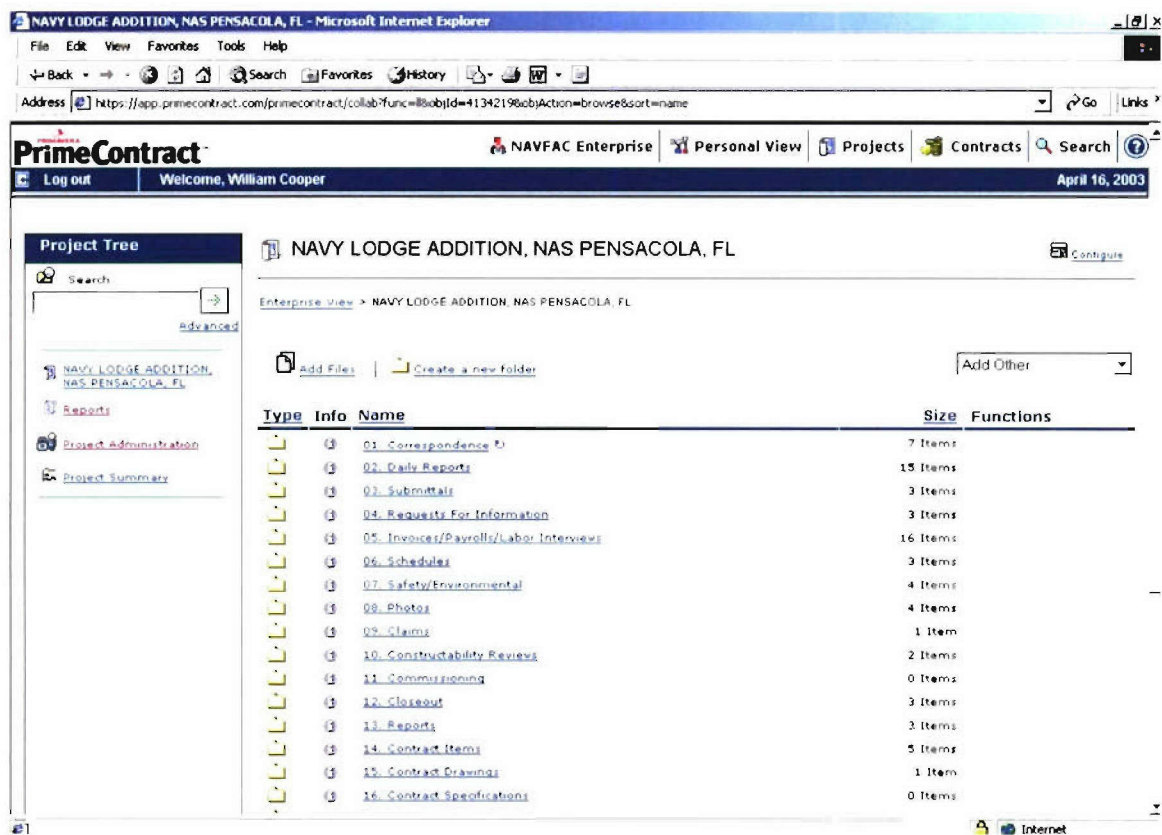 NAVY LODGE ADDITION, NAS PENSACOLA, FL - Microsoft Internet Explorer
File Edit View Favorites Tools Help
Back Search Favorites History
Address https://app.primecontract.com/primecontract/collab?func=ll&objId=4134219&objAction=browse&sort=name Go Links
PRIMAVERA
PrimeContract NAVFAC Enterprise Personal View Projects Contracts Search ?
Log out Welcome, William Cooper April 16, 2003
Project Tree
Search
Advanced
NAVY LODGE ADDITION,
NAS PENSACOLA, FL
Reports
Project Administration
Project Summary
NAVY LODGE ADDITION, NAS PENSACOLA, FL Configure
Enterprise View > NAVY LODGE ADDITION, NAS PENSACOLA, FL
Add Files | Create a new folder Add Other
Type Info Name Size Functions
01. Correspondence 7 Items
02. Daily Reports 15 Items
03. Submittals 3 Items
04. Requests For Information 3 Items
05. Invoices/Payrolls/Labor Interviews 16 Items
06. Schedules 3 Items
07. Safety/Environmental 4 Items
08. Photos 4 Items
09. Claims 1 Item
10. Constructability Reviews 2 Items
11. Commissioning 0 Items
12. Closeout 3 Items
13. Reports 3 Items
14. Contract Items 5 Items
15. Contract Drawings 1 Item
16. Contract Specifications 0 Items
Internet